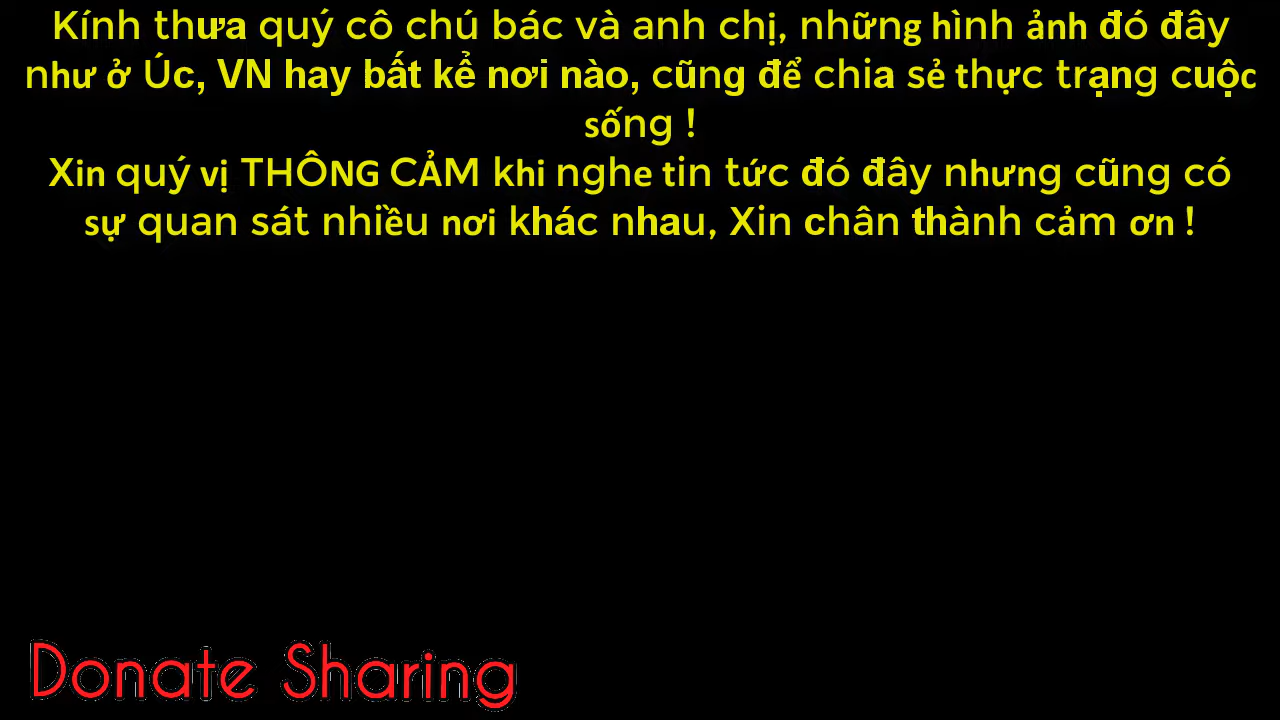 Kính thưa quý cô chú bác và anh chị, những hình ảnh đó đây
như ở Úc, VN hay bất kể nơi nào, cũng để chia sẻ thực trạng cuộc
sống !
Xin quý vị THÔNG CẢM khi nghe tin tức đó đây nhưng cũng có
sự quan sát nhiều nơi khác nhau, Xin chân thành cảm ơn !
Donate Sharing